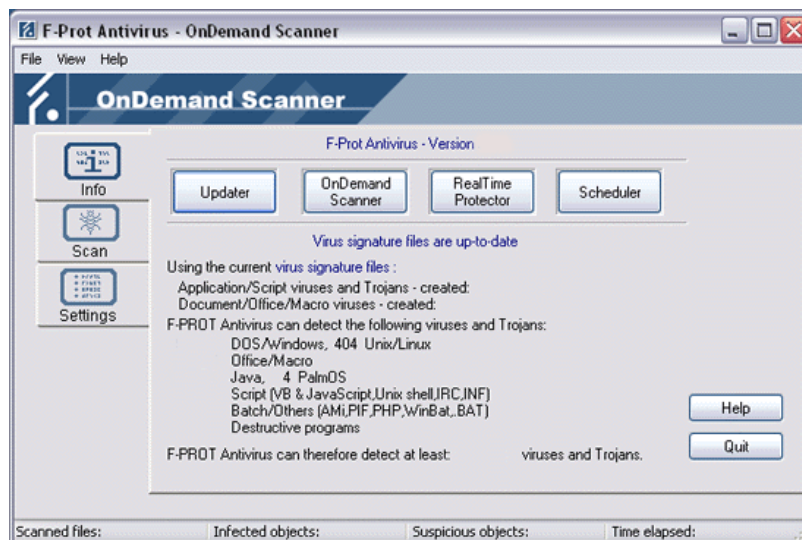 F-Prot Antivirus - OnDemand Scanner
File View Help
OnDemand Scanner
F-Prot Antivirus - Version
Info
Updater
OnDemand
Scanner
RealTime
Protector
Scheduler
Scan
Settings
Virus signature files are up-to-date
Using the current virus signature files :
Application/Script viruses and Trojans - created:
Document/Office/Macro viruses - created:
F-PROT Antivirus can detect the following viruses and Trojans:
DOS/Windows, 404 Unix/Linux
Office/Macro
Java, 4 PalmOS
Script (VB & JavaScript,Unix shell,IRC,INF)
Batch/Others (AMi,PIF,PHP,WinBat,.BAT)
Destructive programs
F-PROT Antivirus can therefore detect at least: viruses and Trojans.
Help
Quit
Scanned files: Infected objects: Suspicious objects: Time elapsed: